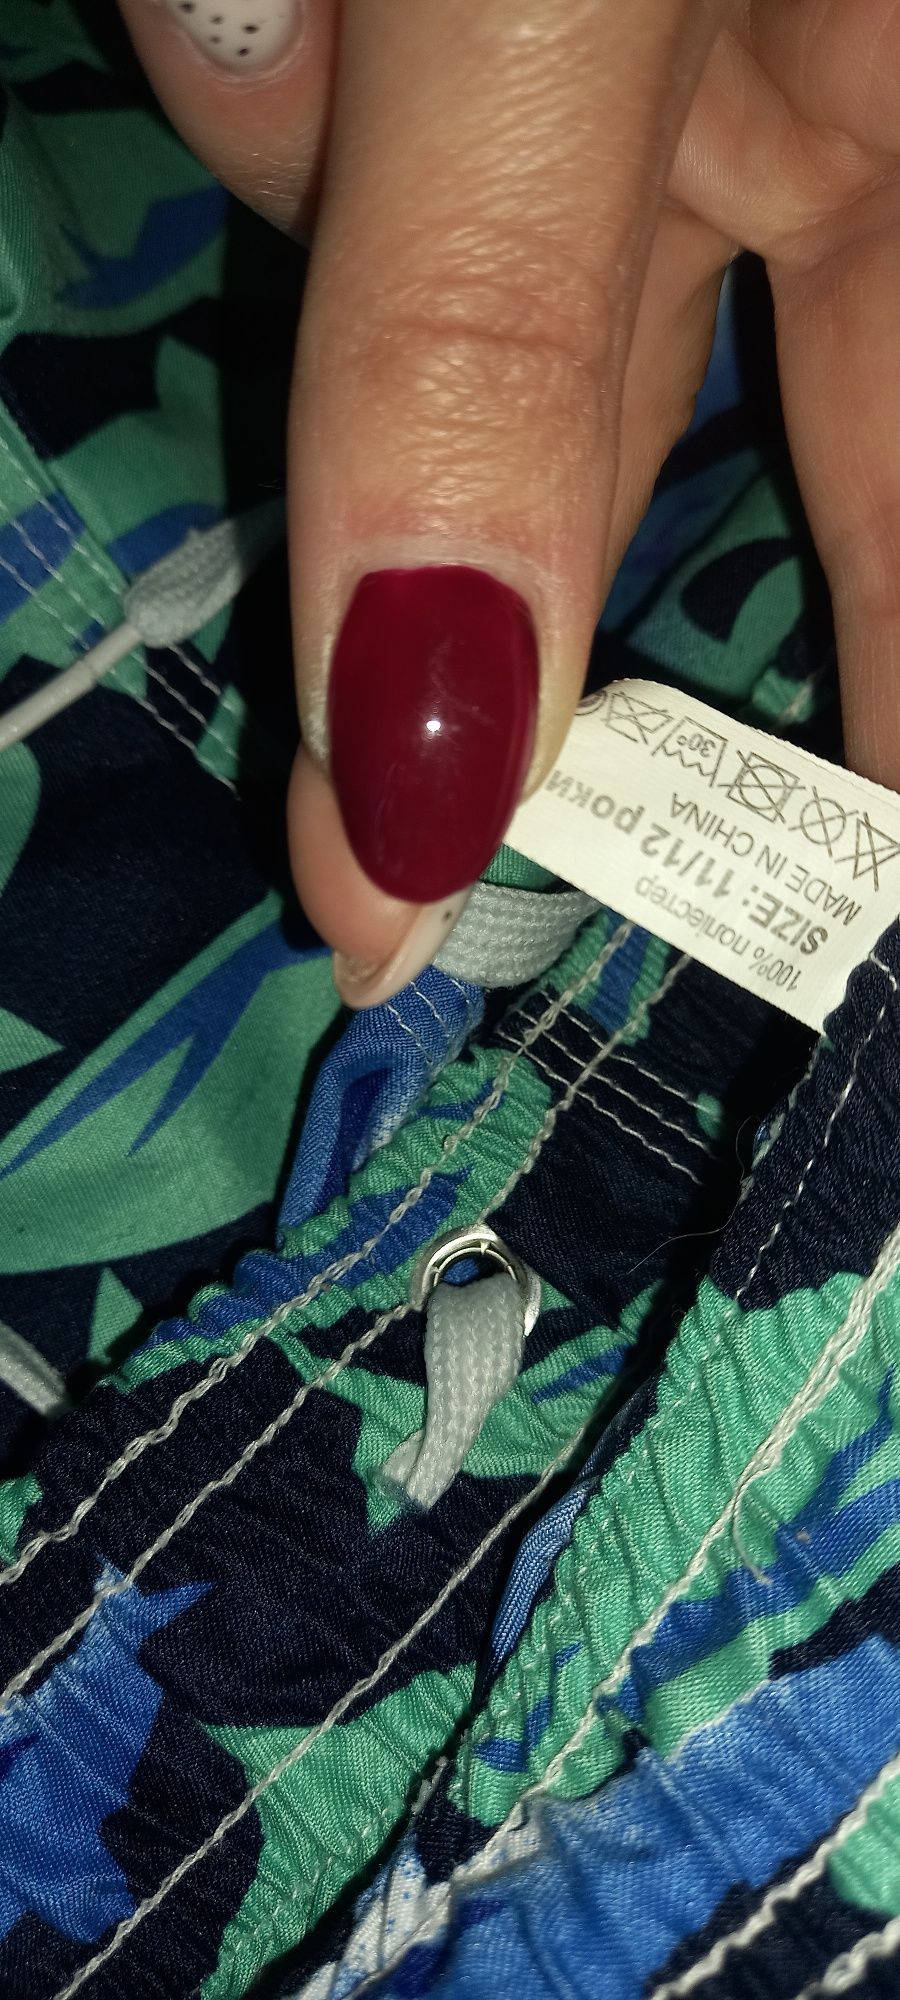 100% поліестер
SIZE: 11/12 роки
MADE IN CHINA
30°